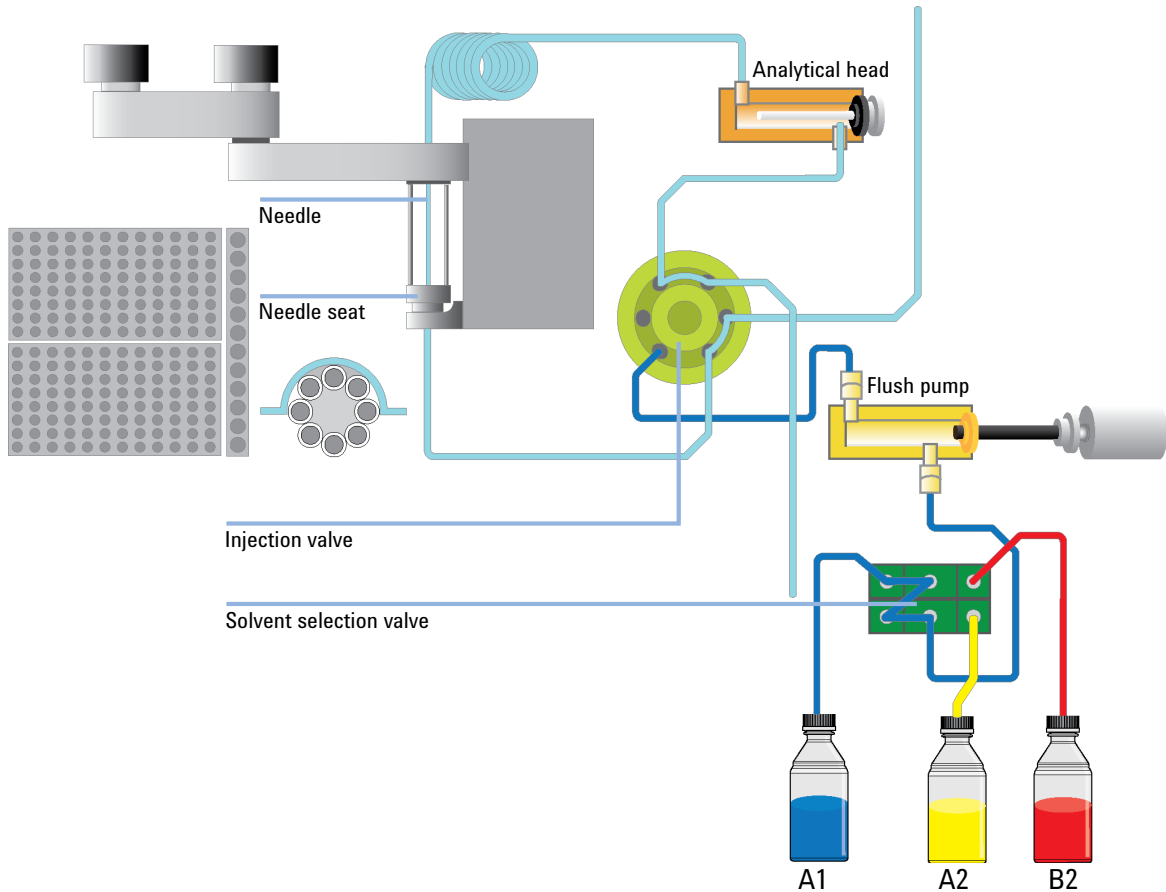 Analytical head
Needle
Needle seat
Flush pump
Injection valve
Solvent selection valve
A1
A2
B2